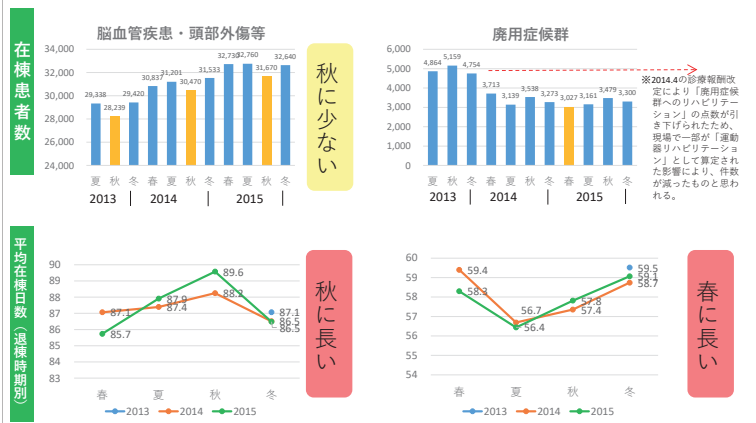 在棟患者数
脳血管疾患・頭部外傷等
34,000
32,000
30,000
28,000
26,000
24,000
29,338
28,239
29,420
30,837
31,201
30,470
31,533
32,730
32,760
31,670
32,640
夏 秋 冬 春 夏 秋 冬 春 夏 秋 冬
2013 2014 2015
秋に少ない
廃用症候群
6,000
5,000
4,000
3,000
2,000
1,000
0
4,864
5,159
4,754
3,713
3,139
3,538
3,273
3,027
3,161
3,479
3,300
夏 秋 冬 春 夏 秋 冬 春 夏 秋 冬
2013 2014 2015
※2014.4の診療報酬改
定により「廃用症候
群へのリハビリテー
ション」の点数が引
き下げられたため、
現場で一部が「運動
器リハビリテーショ
ン」として算定され
た影響により、件数
が減ったものと思わ
れる。
平均在棟日数（退棟時期別）
90
89
88
87
86
85
84
83
87.1
85.7
87.9
87.4
89.6
88.2
87.1
86.5
86.5
春 夏 秋 冬
2013 2014 2015
秋に長い
60
59
58
57
56
55
54
59.4
58.3
56.7
56.4
57.8
57.4
59.5
59.1
58.7
春 夏 秋 冬
2013 2014 2015
春に長い